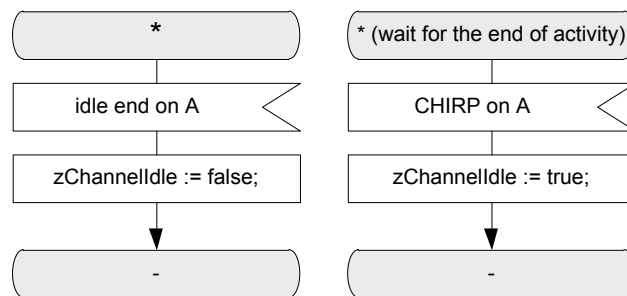 *
idle end on A
zChannelIdle := false;
-
* (wait for the end of activity)
CHIRP on A
zChannelIdle := true;
-